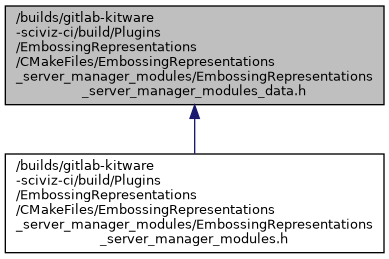 /builds/gitlab-kitware
-sciviz-ci/build/Plugins
/EmbossingRepresentations
/CMakeFiles/EmbossingRepresentations
_server_manager_modules/EmbossingRepresentations
_server_manager_modules_data.h
/builds/gitlab-kitware
-sciviz-ci/build/Plugins
/EmbossingRepresentations
/CMakeFiles/EmbossingRepresentations
_server_manager_modules/EmbossingRepresentations
_server_manager_modules.h